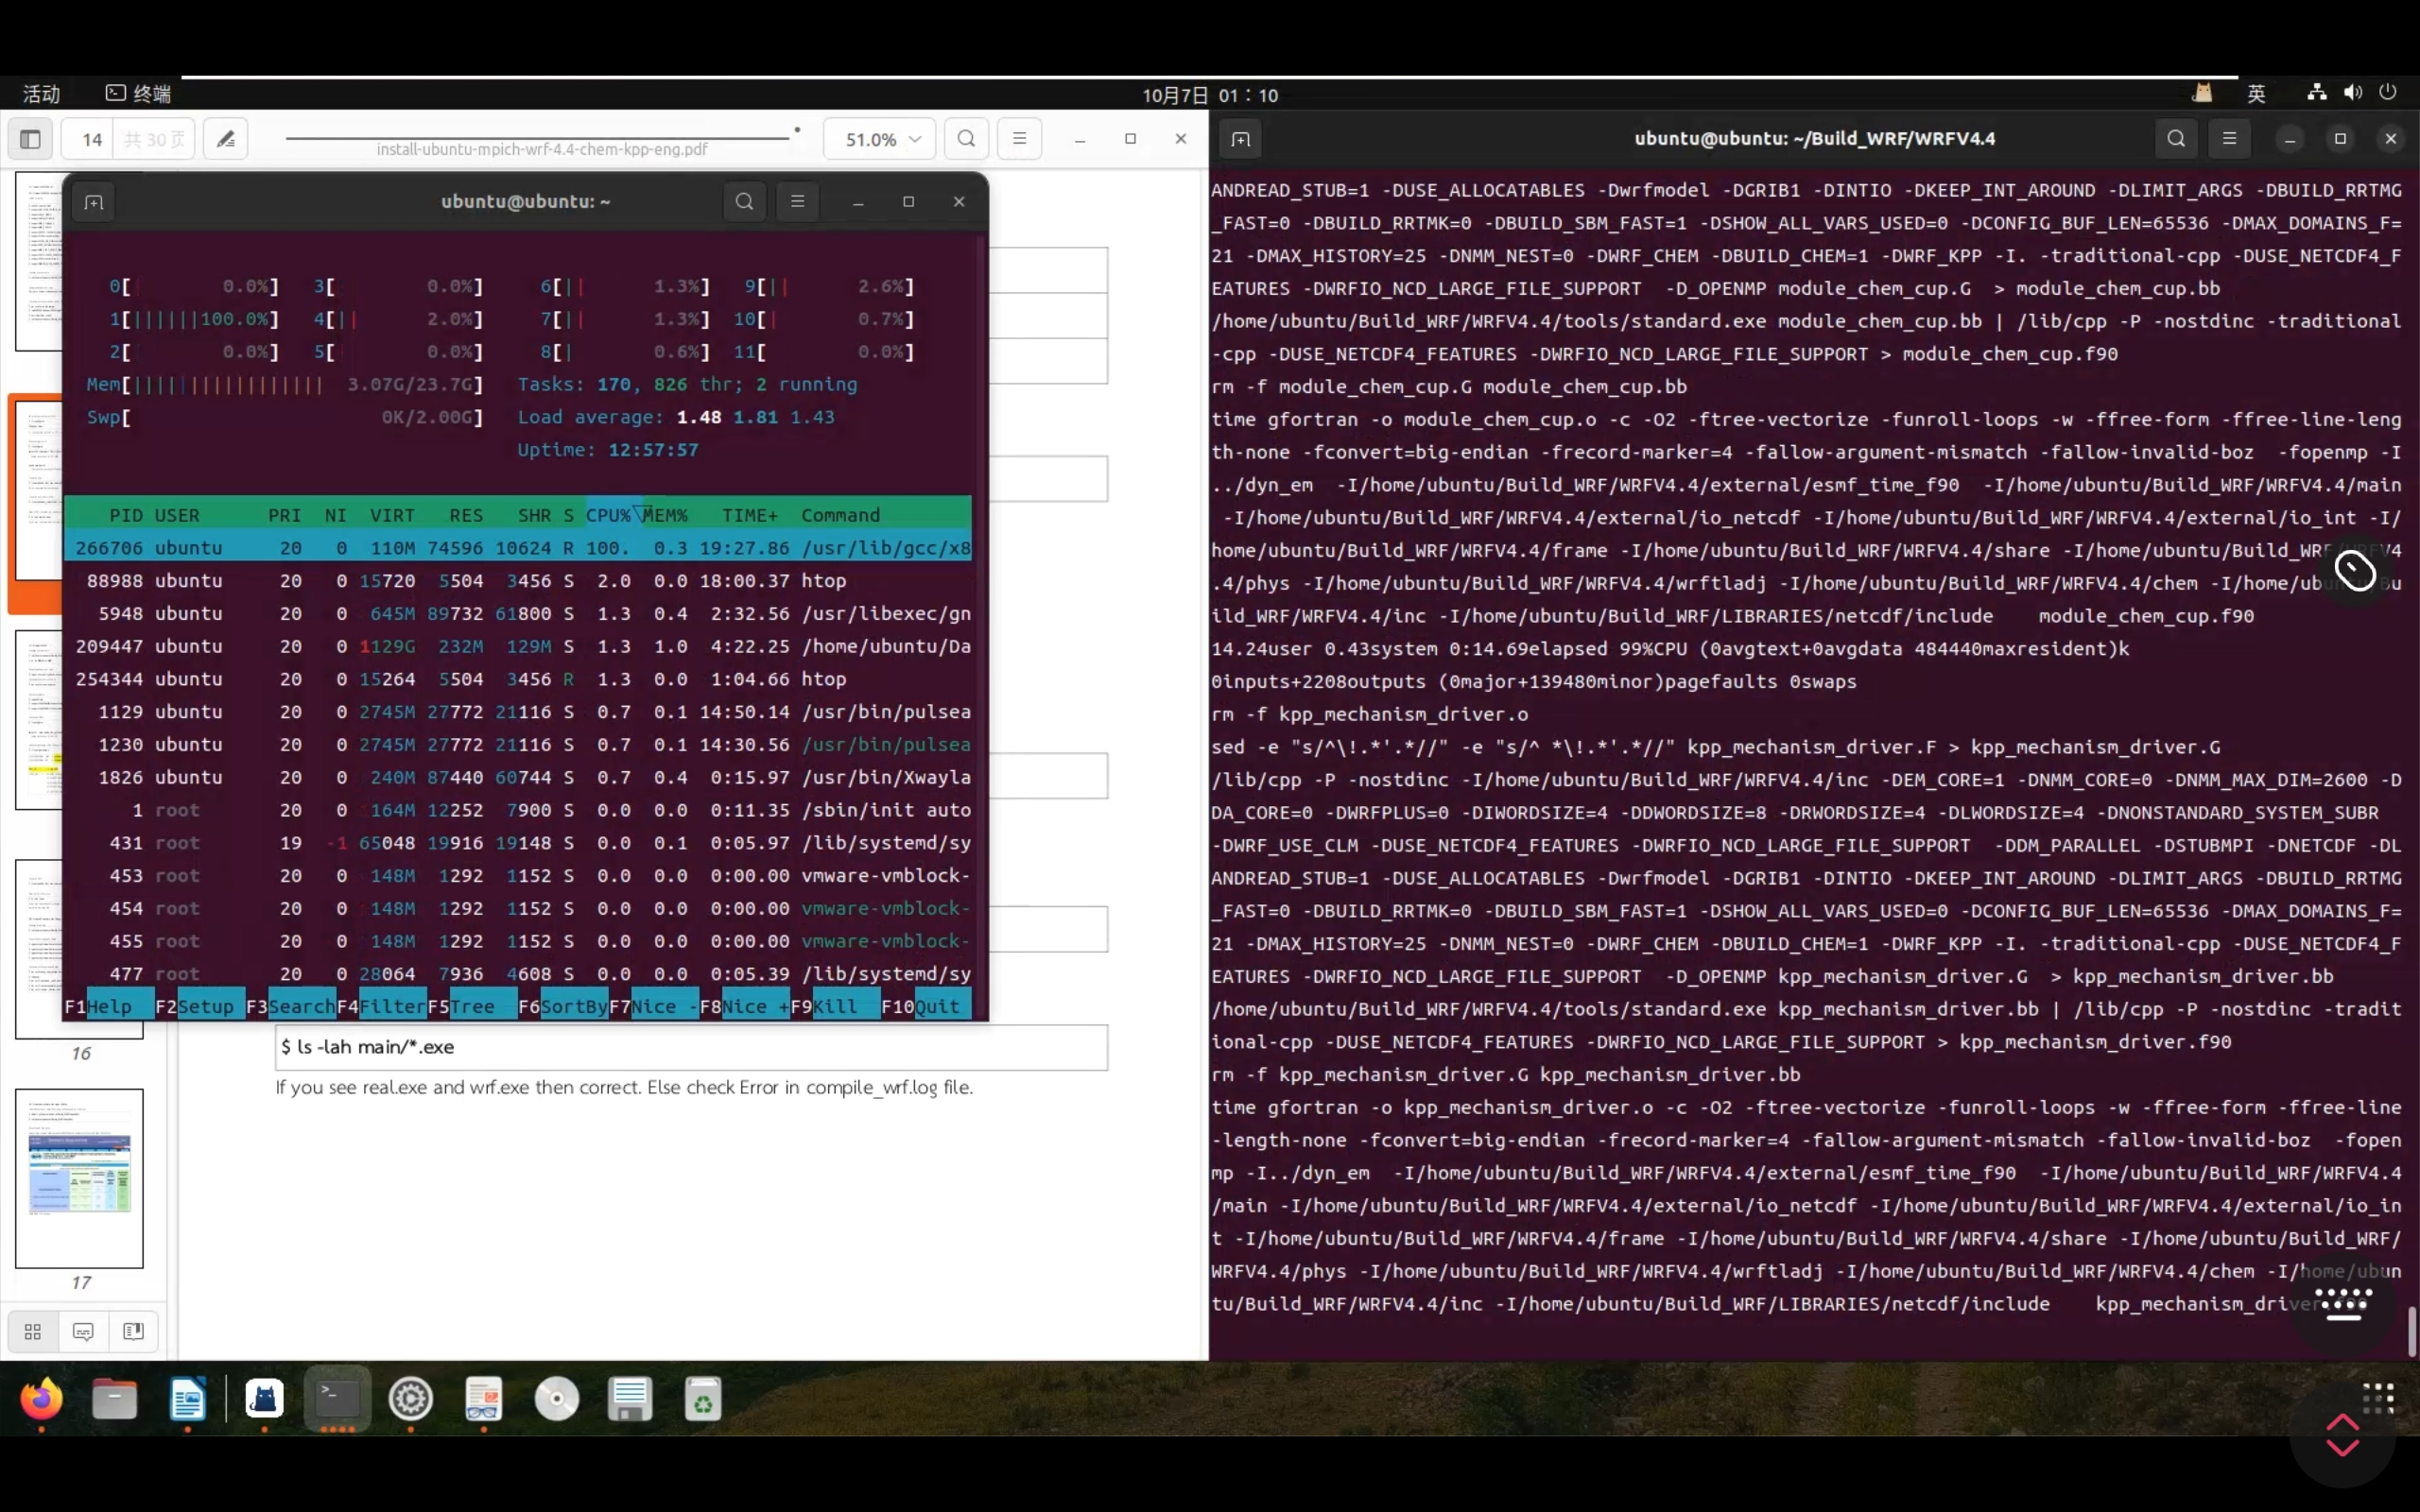 活动 终端
10月7日 01：10
英
14 共 30 页
install-ubuntu-mpich-wrf-4.4-chem-kpp-eng.pdf
51.0%
16
17
ubuntu@ubuntu: ~
0[ 0.0%] 3[ 0.0%] 6[|| 1.3%] 9[|| 2.6%]
1[||||||100.0%] 4[|| 2.0%] 7[|| 1.3%] 10[| 0.7%]
2[ 0.0%] 5[ 0.0%] 8[| 0.6%] 11[ 0.0%]
Mem[||||||||||||||||| 3.07G/23.7G] Tasks: 170, 826 thr; 2 running
Swp[ 0K/2.00G] Load average: 1.48 1.81 1.43
Uptime: 12:57:57
PID USER PRI NI VIRT RES SHR S CPU%▽MEM% TIME+ Command
266706 ubuntu 20 0 110M 74596 10624 R 100. 0.3 19:27.86 /usr/lib/gcc/x8
88988 ubuntu 20 0 15720 5504 3456 S 2.0 0.0 18:00.37 htop
5948 ubuntu 20 0 645M 89732 61800 S 1.3 0.4 2:32.56 /usr/libexec/gn
209447 ubuntu 20 0 1129G 232M 129M S 1.3 1.0 4:22.25 /home/ubuntu/Da
254344 ubuntu 20 0 15264 5504 3456 R 1.3 0.0 1:04.66 htop
1129 ubuntu 20 0 2745M 27772 21116 S 0.7 0.1 14:50.14 /usr/bin/pulsea
1230 ubuntu 20 0 2745M 27772 21116 S 0.7 0.1 14:30.56 /usr/bin/pulsea
1826 ubuntu 20 0 240M 87440 60744 S 0.7 0.4 0:15.97 /usr/bin/Xwayla
1 root 20 0 164M 12252 7900 S 0.0 0.0 0:11.35 /sbin/init auto
431 root 19 -1 65048 19916 19148 S 0.0 0.1 0:05.97 /lib/systemd/sy
453 root 20 0 148M 1292 1152 S 0.0 0.0 0:00.00 vmware-vmblock-
454 root 20 0 148M 1292 1152 S 0.0 0.0 0:00.00 vmware-vmblock-
455 root 20 0 148M 1292 1152 S 0.0 0.0 0:00.00 vmware-vmblock-
477 root 20 0 28064 7936 4608 S 0.0 0.0 0:05.39 /lib/systemd/sy
F1Help F2Setup F3SearchF4FilterF5Tree F6SortByF7Nice -F8Nice +F9Kill F10Quit
$ ls -lah main/*.exe
If you see real.exe and wrf.exe then correct. Else check Error in compile_wrf.log file.
ubuntu@ubuntu: ~/Build_WRF/WRFV4.4
ANDREAD_STUB=1 -DUSE_ALLOCATABLES -Dwrfmodel -DGRIB1 -DINTIO -DKEEP_INT_AROUND -DLIMIT_ARGS -DBUILD_RRTMG
_FAST=0 -DBUILD_RRTMK=0 -DBUILD_SBM_FAST=1 -DSHOW_ALL_VARS_USED=0 -DCONFIG_BUF_LEN=65536 -DMAX_DOMAINS_F=
21 -DMAX_HISTORY=25 -DNMM_NEST=0 -DWRF_CHEM -DBUILD_CHEM=1 -DWRF_KPP -I. -traditional-cpp -DUSE_NETCDF4_F
EATURES -DWRFIO_NCD_LARGE_FILE_SUPPORT -D_OPENMP module_chem_cup.G > module_chem_cup.bb
/home/ubuntu/Build_WRF/WRFV4.4/tools/standard.exe module_chem_cup.bb | /lib/cpp -P -nostdinc -traditional
-cpp -DUSE_NETCDF4_FEATURES -DWRFIO_NCD_LARGE_FILE_SUPPORT > module_chem_cup.f90
rm -f module_chem_cup.G module_chem_cup.bb
time gfortran -o module_chem_cup.o -c -O2 -ftree-vectorize -funroll-loops -w -ffree-form -ffree-line-leng
th-none -fconvert=big-endian -frecord-marker=4 -fallow-argument-mismatch -fallow-invalid-boz -fopenmp -I
../dyn_em -I/home/ubuntu/Build_WRF/WRFV4.4/external/esmf_time_f90 -I/home/ubuntu/Build_WRF/WRFV4.4/main
-I/home/ubuntu/Build_WRF/WRFV4.4/external/io_netcdf -I/home/ubuntu/Build_WRF/WRFV4.4/external/io_int -I/
home/ubuntu/Build_WRF/WRFV4.4/frame -I/home/ubuntu/Build_WRF/WRFV4.4/share -I/home/ubuntu/Build_WRF/WRFV4
.4/phys -I/home/ubuntu/Build_WRF/WRFV4.4/wrftladj -I/home/ubuntu/Build_WRF/WRFV4.4/chem -I/home/ubuntu/Bu
ild_WRF/WRFV4.4/inc -I/home/ubuntu/Build_WRF/LIBRARIES/netcdf/include module_chem_cup.f90
14.24user 0.43system 0:14.69elapsed 99%CPU (0avgtext+0avgdata 484440maxresident)k
0inputs+2208outputs (0major+139480minor)pagefaults 0swaps
rm -f kpp_mechanism_driver.o
sed -e "s/^\!.*'.*//" -e "s/^ *\!.*'.*//" kpp_mechanism_driver.F > kpp_mechanism_driver.G
/lib/cpp -P -nostdinc -I/home/ubuntu/Build_WRF/WRFV4.4/inc -DEM_CORE=1 -DNMM_CORE=0 -DNMM_MAX_DIM=2600 -D
DA_CORE=0 -DWRFPLUS=0 -DIWORDSIZE=4 -DDWORDSIZE=8 -DRWORDSIZE=4 -DLWORDSIZE=4 -DNONSTANDARD_SYSTEM_SUBR
-DWRF_USE_CLM -DUSE_NETCDF4_FEATURES -DWRFIO_NCD_LARGE_FILE_SUPPORT -DDM_PARALLEL -DSTUBMPI -DNETCDF -DL
ANDREAD_STUB=1 -DUSE_ALLOCATABLES -Dwrfmodel -DGRIB1 -DINTIO -DKEEP_INT_AROUND -DLIMIT_ARGS -DBUILD_RRTMG
_FAST=0 -DBUILD_RRTMK=0 -DBUILD_SBM_FAST=1 -DSHOW_ALL_VARS_USED=0 -DCONFIG_BUF_LEN=65536 -DMAX_DOMAINS_F=
21 -DMAX_HISTORY=25 -DNMM_NEST=0 -DWRF_CHEM -DBUILD_CHEM=1 -DWRF_KPP -I. -traditional-cpp -DUSE_NETCDF4_F
EATURES -DWRFIO_NCD_LARGE_FILE_SUPPORT -D_OPENMP kpp_mechanism_driver.G > kpp_mechanism_driver.bb
/home/ubuntu/Build_WRF/WRFV4.4/tools/standard.exe kpp_mechanism_driver.bb | /lib/cpp -P -nostdinc -tradit
ional-cpp -DUSE_NETCDF4_FEATURES -DWRFIO_NCD_LARGE_FILE_SUPPORT > kpp_mechanism_driver.f90
rm -f kpp_mechanism_driver.G kpp_mechanism_driver.bb
time gfortran -o kpp_mechanism_driver.o -c -O2 -ftree-vectorize -funroll-loops -w -ffree-form -ffree-line
-length-none -fconvert=big-endian -frecord-marker=4 -fallow-argument-mismatch -fallow-invalid-boz -fopen
mp -I../dyn_em -I/home/ubuntu/Build_WRF/WRFV4.4/external/esmf_time_f90 -I/home/ubuntu/Build_WRF/WRFV4.4
/main -I/home/ubuntu/Build_WRF/WRFV4.4/external/io_netcdf -I/home/ubuntu/Build_WRF/WRFV4.4/external/io_in
t -I/home/ubuntu/Build_WRF/WRFV4.4/frame -I/home/ubuntu/Build_WRF/WRFV4.4/share -I/home/ubuntu/Build_WRF/
WRFV4.4/phys -I/home/ubuntu/Build_WRF/WRFV4.4/wrftladj -I/home/ubuntu/Build_WRF/WRFV4.4/chem -I/home/ubun
tu/Build_WRF/WRFV4.4/inc -I/home/ubuntu/Build_WRF/LIBRARIES/netcdf/include kpp_mechanism_driver.f90